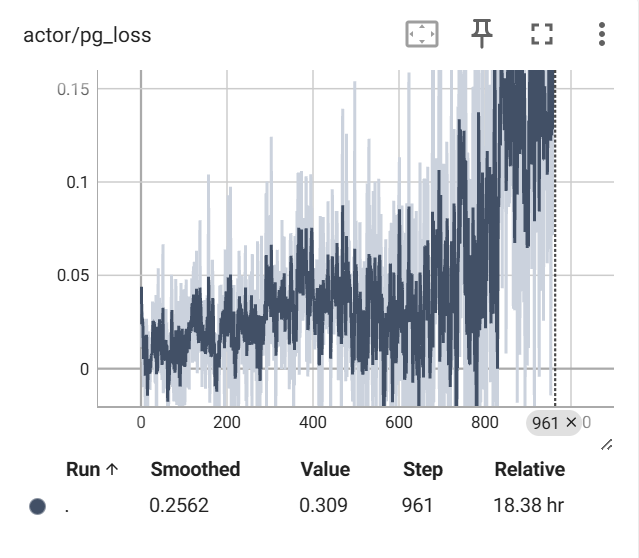 actor/pg_loss
0.15
0.1
0.05
0
0 200 400 600 800 961 × 0
Run ↑ Smoothed Value Step Relative
. 0.2562 0.309 961 18.38 hr